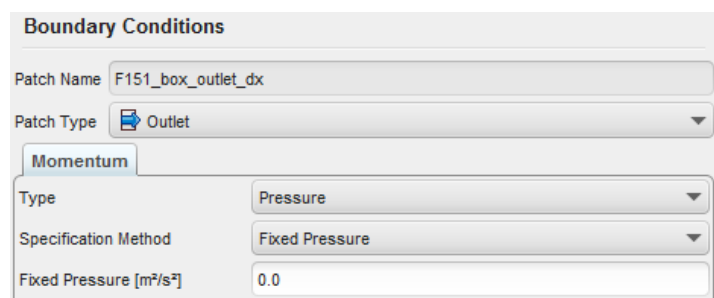 Boundary Conditions
Patch Name F151_box_outlet_dx
Patch Type Outlet
Momentum
Type Pressure
Specification Method Fixed Pressure
Fixed Pressure [m²/s²] 0.0